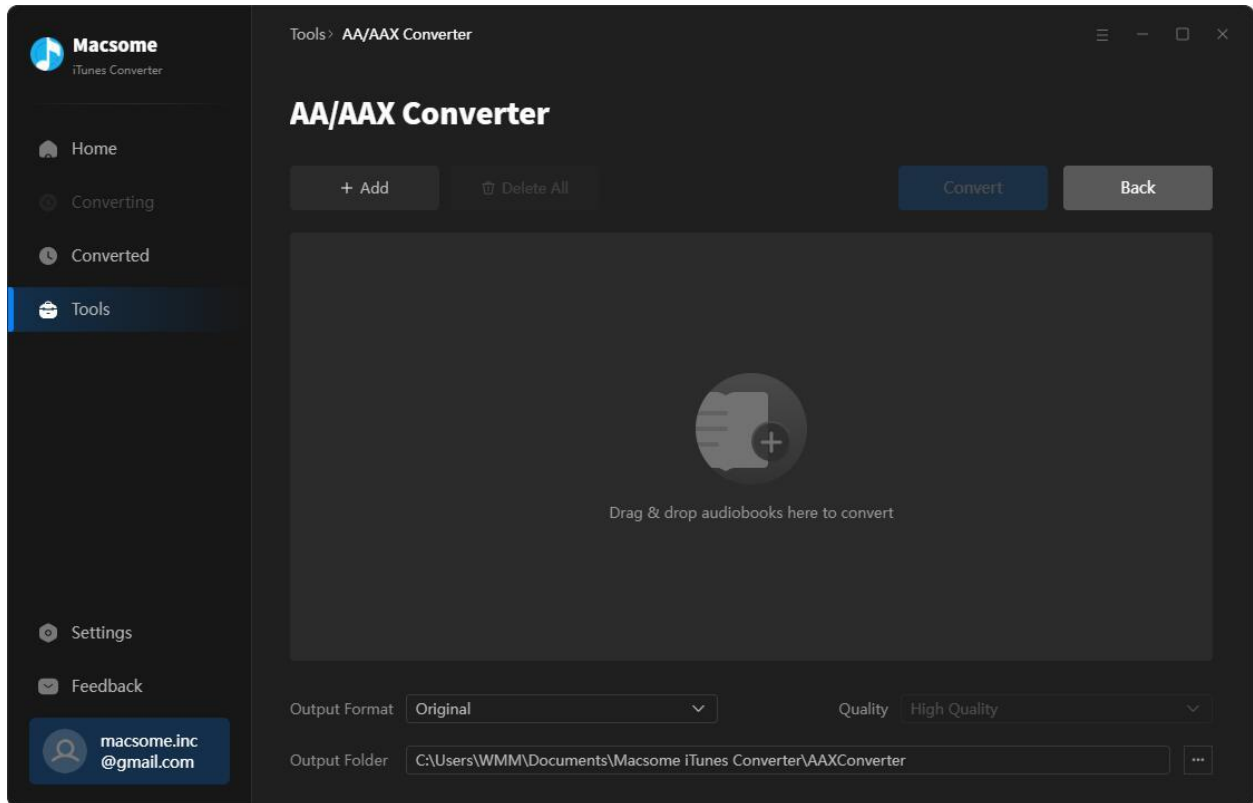 Macsome
iTunes Converter
Tools> AA/AAX Converter
AA/AAX Converter
Home
+ Add
Delete All
Convert
Back
Converting
Converted
Tools
Drag & drop audiobooks here to convert
Settings
Feedback
Output Format Original
Quality High Quality
macsome.inc
@gmail.com
Output Folder C:\Users\WMM\Documents\Macsome iTunes Converter\AAXConverter